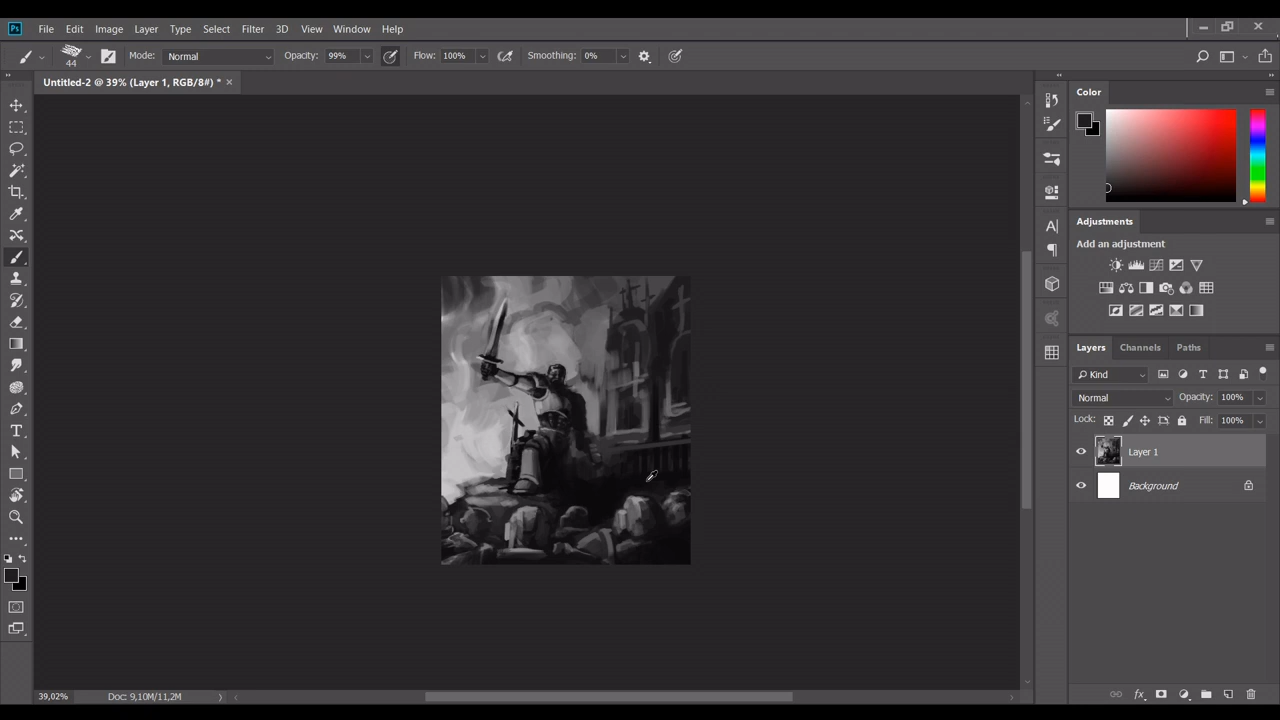 Ps File Edit Image Layer Type Select Filter 3D View Window Help
44 Mode: Normal Opacity: 99% Flow: 100% Smoothing: 0%
Untitled-2 @ 39% (Layer 1, RGB/8#) *
Color
Adjustments
Add an adjustment
Layers Channels Paths
Kind
Normal Opacity: 100%
Lock: Fill: 100%
Layer 1
Background
39,02% Doc: 9,10M/11,2M